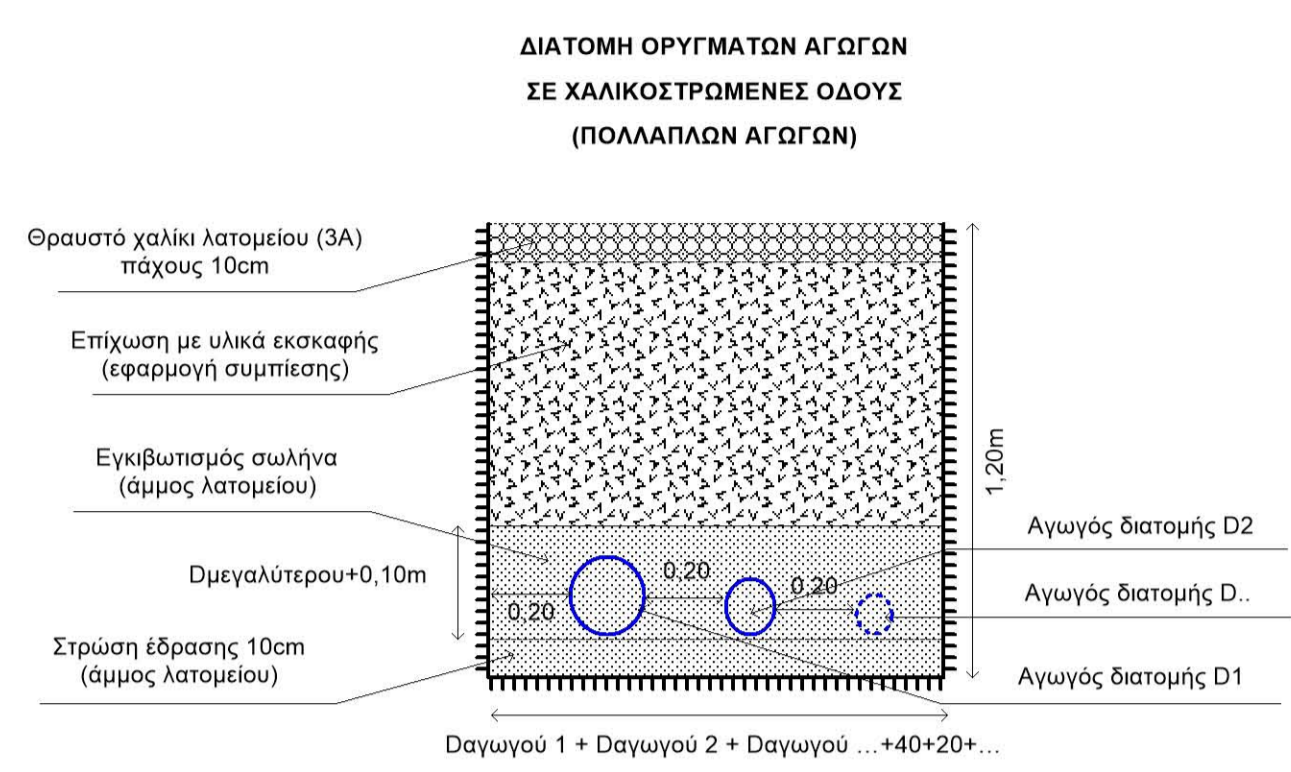 ΔΙΑΤΟΜΗ ΟΡΥΓΜΑΤΩΝ ΑΓΩΓΩΝ
ΣΕ ΧΑΛΙΚΟΣΤΡΩΜΕΝΕΣ ΟΔΟΥΣ
(ΠΟΛΛΑΠΛΩΝ ΑΓΩΓΩΝ)
Θραυστό χαλίκι λατομείου (3Α)
πάχους 10cm
Επίχωση με υλικά εκσκαφής
(εφαρμογή συμπίεσης)
Εγκιβωτισμός σωλήνα
(άμμος λατομείου)
Dμεγαλύτερου+0,10m
Στρώση έδρασης 10cm
(άμμος λατομείου)
0,20
0,20
0,20
1,20m
Αγωγός διατομής D2
Αγωγός διατομής D..
Αγωγός διατομής D1
Dαγωγού 1 + Dαγωγού 2 + Dαγωγού ...+40+20+...